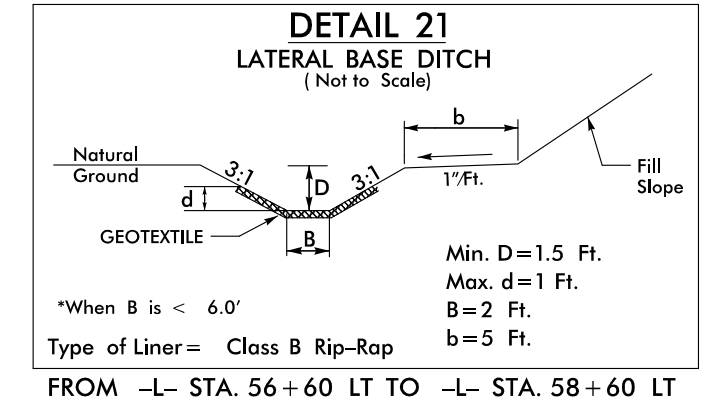 DETAIL 21
LATERAL BASE DITCH
( Not to Scale)
b
Natural
Ground
3:1
D
3:1
1"/Ft.
Fill
Slope
d
GEOTEXTILE
B
Min. D=1.5 Ft.
Max. d=1 Ft.
B=2 Ft.
b=5 Ft.
*When B is < 6.0'
Type of Liner= Class B Rip-Rap
FROM -L- STA. 56+60 LT TO -L- STA. 58+60 LT